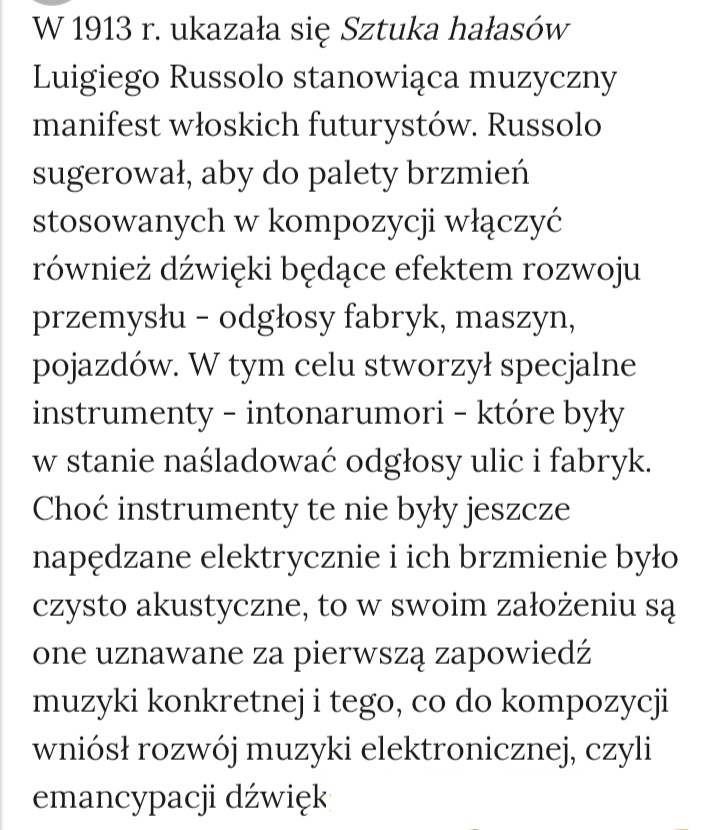 W 1913 r. ukazała się Sztuka hałasów
Luigiego Russolo stanowiąca muzyczny
manifest włoskich futurystów. Russolo
sugerował, aby do palety brzmień
stosowanych w kompozycji włączyć
również dźwięki będące efektem rozwoju
przemysłu - odgłosy fabryk, maszyn,
pojazdów. W tym celu stworzył specjalne
instrumenty - intonarumori - które były
w stanie naśladować odgłosy ulic i fabryk.
Choć instrumenty te nie były jeszcze
napędzane elektrycznie i ich brzmienie było
czysto akustyczne, to w swoim założeniu są
one uznawane za pierwszą zapowiedź
muzyki konkretnej i tego, co do kompozycji
wniósł rozwój muzyki elektronicznej, czyli
emancypacji dźwięk